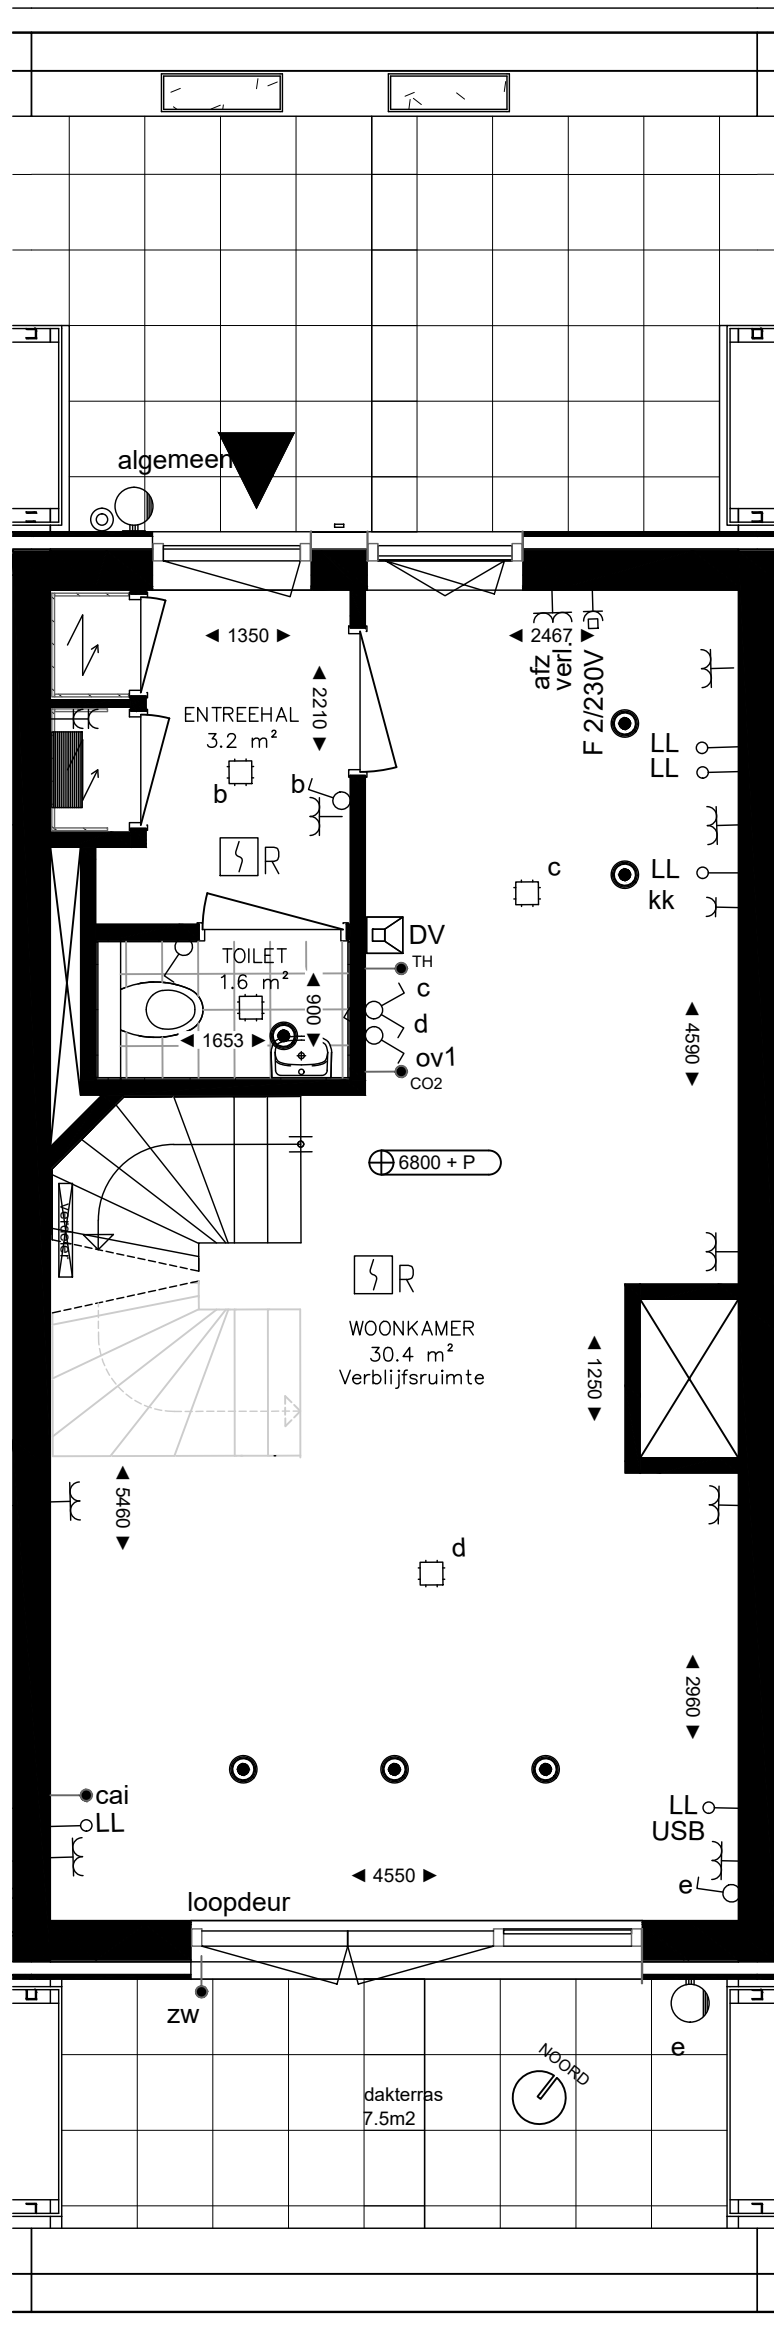 algemeen
1350
2467
afz
verl.
F 2/230V
2210
ENTREEHAL
3.2 m²
LL
LL
b
b
R
c
LL
kk
DV
TOILET
1.6 m²
TH
c
900
1653
d
ov1
CO2
4590
6800 + P
Verdeler
R
WOONKAMER
30.4 m²
Verblijfsruimte
1250
5460
d
2960
cai
LL
LL
USB
4550
e
loopdeur
zw
e
NOORD
dakterras
7.5m2